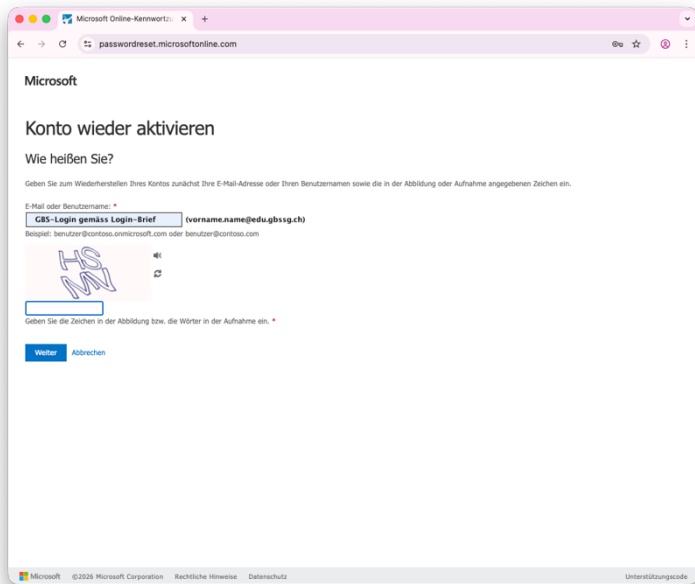 Microsoft Online-Kennwortzu
passwordreset.microsoftonline.com
Microsoft
Konto wieder aktivieren
Wie heißen Sie?
Geben Sie zum Wiederherstellen Ihres Kontos zunächst Ihre E-Mail-Adresse oder Ihren Benutzernamen sowie die in der Abbildung oder Aufnahme angegebenen Zeichen ein.
E-Mail oder Benutzername: *
GBS-Login gemäss Login-Brief (vorname.name@edu.gbssg.ch)
Beispiel: benutzer@contoso.onmicrosoft.com oder benutzer@contoso.com
HS
MN
Geben Sie die Zeichen in der Abbildung bzw. die Wörter in der Aufnahme ein. *
Weiter Abbrechen
Microsoft ©2026 Microsoft Corporation Rechtliche Hinweise Datenschutz Unterstützungscode